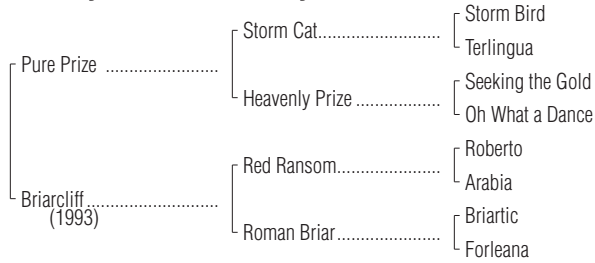 Storm Bird
Storm Cat
Terlingua
Pure Prize
Seeking the Gold
Heavenly Prize
Oh What a Dance
Roberto
Red Ransom
Arabia
Briarcliff
(1993)
Briartic
Roman Briar
Forleana